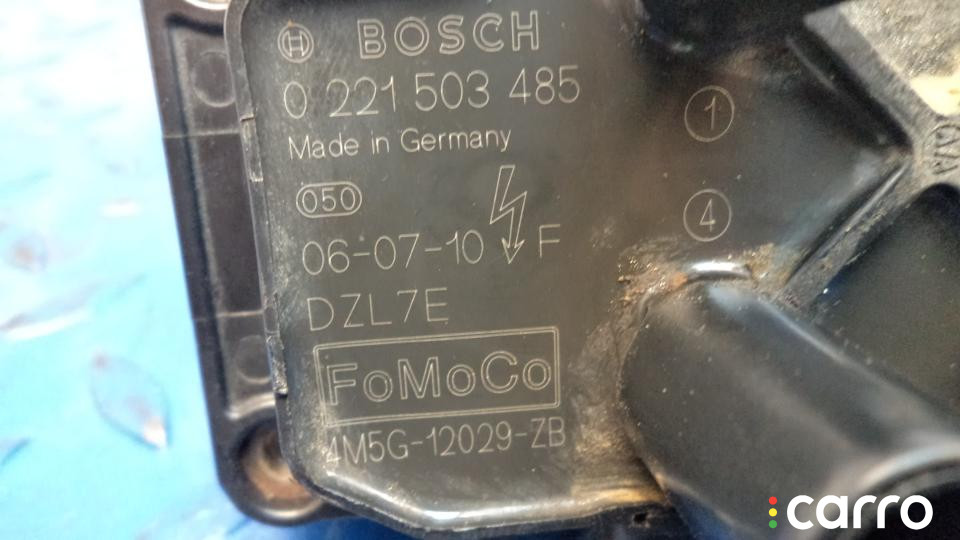 BOSCH
0 221 503 485
Made in Germany
050
06-07-10 F
DZL7E
FoMoCo
4M5G-12029-ZB
1
4
carro